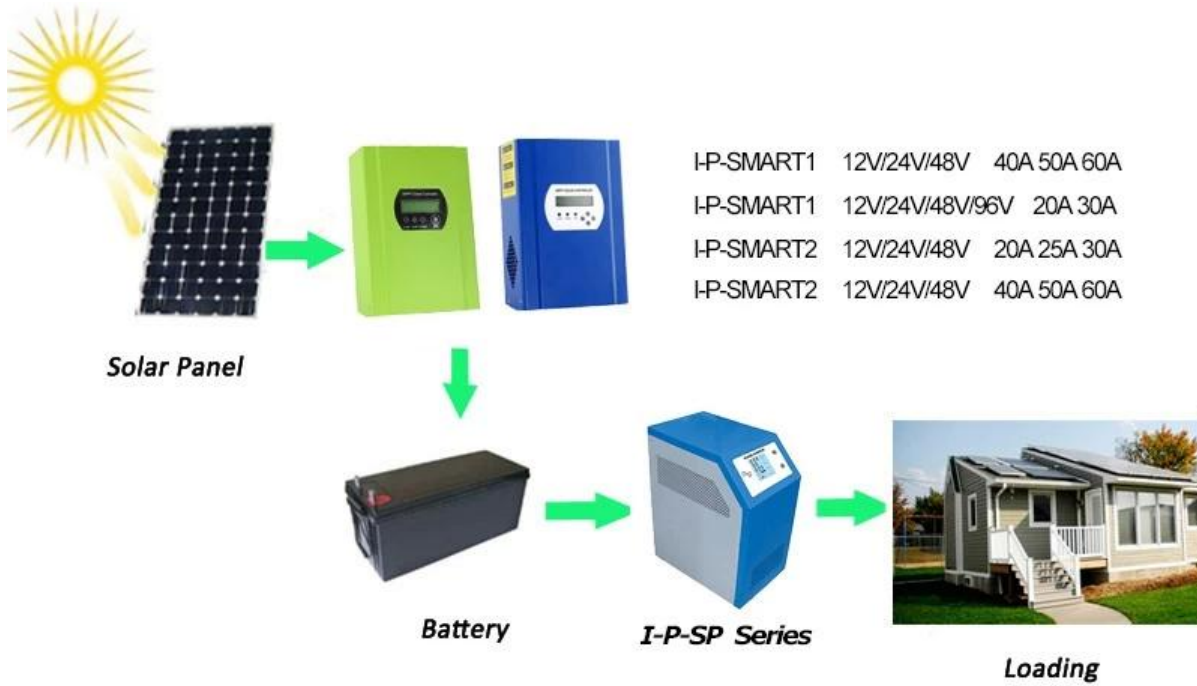 I-P-SMART1 12V/24V/48V 40A 50A 60A
I-P-SMART1 12V/24V/48V/96V 20A 30A
I-P-SMART2 12V/24V/48V 20A 25A 30A
I-P-SMART2 12V/24V/48V 40A 50A 60A
Solar Panel
Battery
I-P-SP Series
Loading